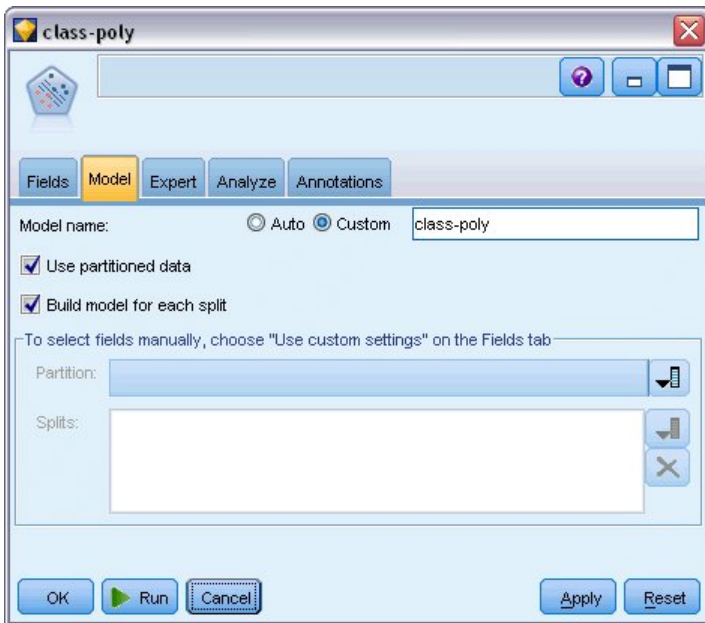 class-poly
Fields Model Expert Analyze Annotations
Model name: Auto Custom class-poly
Use partitioned data
Build model for each split
To select fields manually, choose "Use custom settings" on the Fields tab
Partition:
Splits:
OK Run Cancel Apply Reset